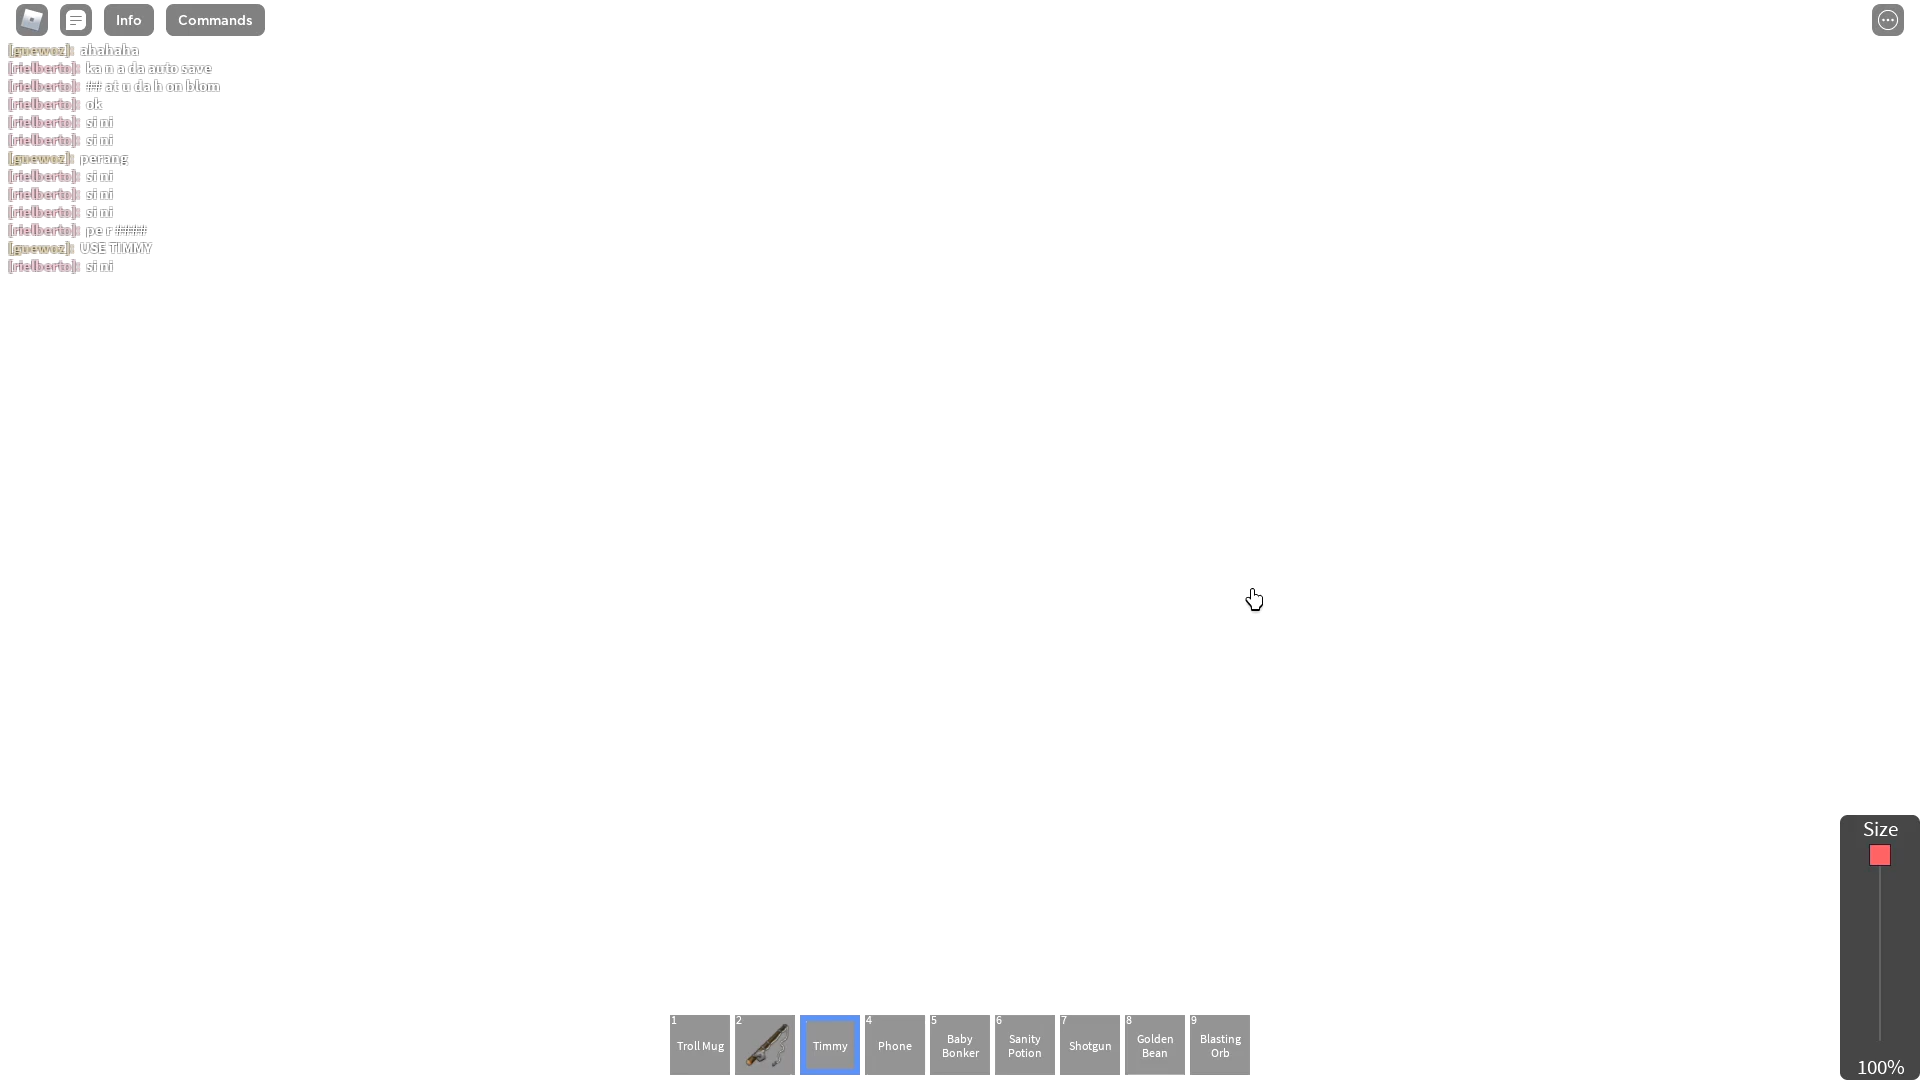 Info
Commands
[guewoz]: ahahaha
[rielberto]: ka n a da auto save
[rielberto]: ## at u da h on blom
[rielberto]: ok
[rielberto]: si ni
[rielberto]: si ni
[guewoz]: perang
[rielberto]: si ni
[rielberto]: si ni
[rielberto]: si ni
[rielberto]: pe r ####
[guewoz]: USE TIMMY
[rielberto]: si ni
Size
100%
1 Troll Mug
2
Timmy
4 Phone
5 Baby Bonker
6 Sanity Potion
7 Shotgun
8 Golden Bean
9 Blasting Orb